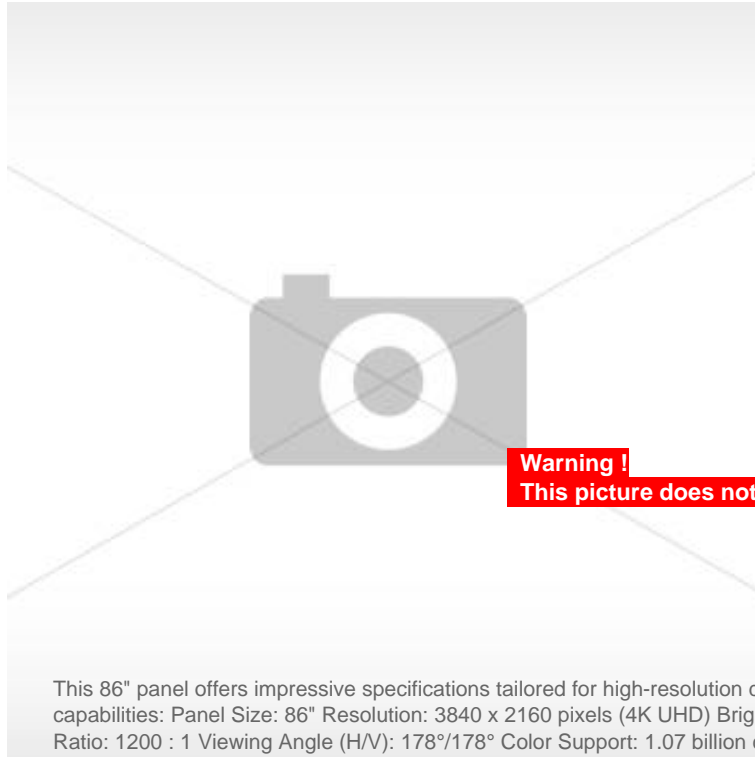 Warning !
This picture does not
This 86" panel offers impressive specifications tailored for high-resolution
capabilities: Panel Size: 86" Resolution: 3840 x 2160 pixels (4K UHD)
Ratio: 1200 : 1 Viewing Angle (H/V): 178°/178° Color Support: 1.07 billion